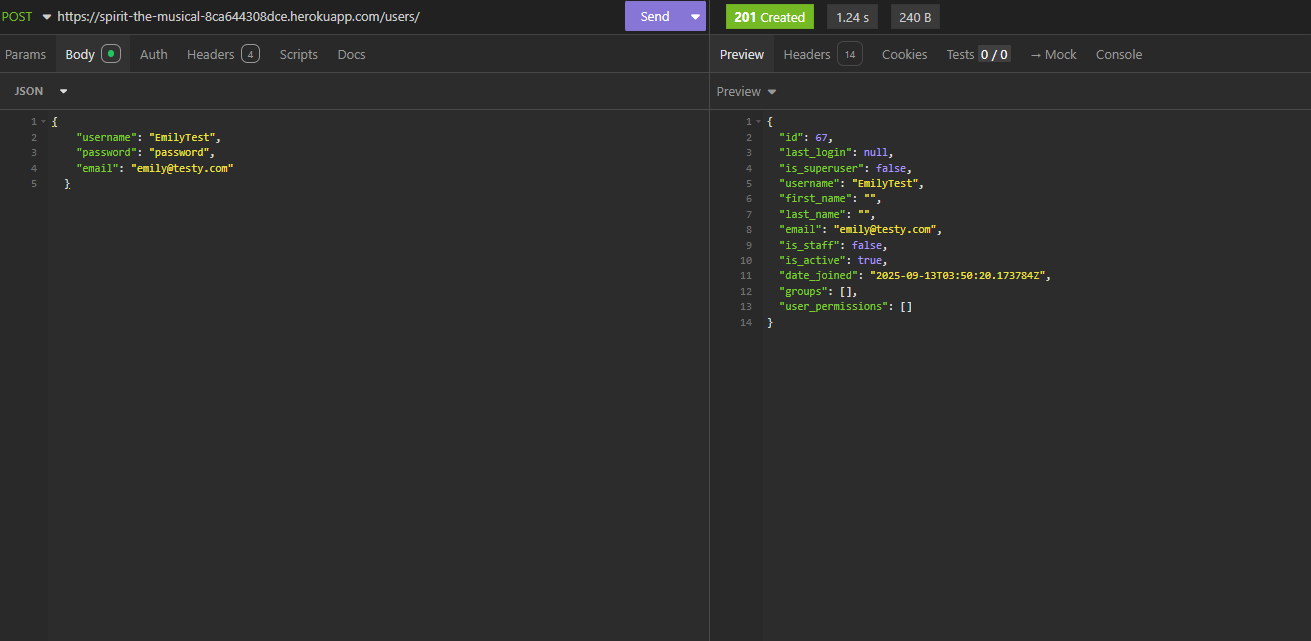 POST https://spirit-the-musical-8ca644308dce.herokuapp.com/users/ Send
Params Body Auth Headers 4 Scripts Docs
JSON
1 {
2 "username": "EmilyTest",
3 "password": "password",
4 "email": "emily@testy.com"
5 }
201 Created 1.24 s 240 B
Preview Headers 14 Cookies Tests 0 / 0 → Mock Console
Preview
1 {
2 "id": 67,
3 "last_login": null,
4 "is_superuser": false,
5 "username": "EmilyTest",
6 "first_name": "",
7 "last_name": "",
8 "email": "emily@testy.com",
9 "is_staff": false,
10 "is_active": true,
11 "date_joined": "2025-09-13T03:50:20.173784Z",
12 "groups": [],
13 "user_permissions": []
14 }